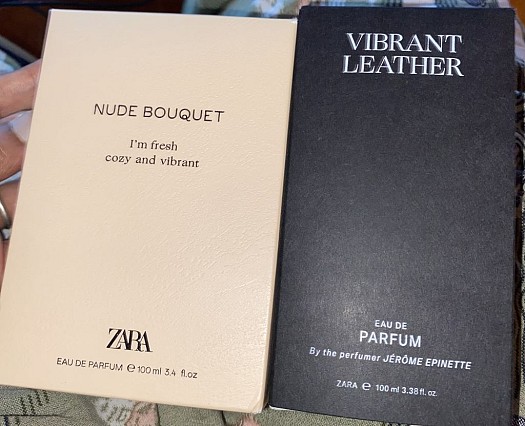 NUDE BOUQUET
I'm fresh
cozy and vibrant
ZARA
EAU DE PARFUM ℮ 100 ml 3.4 fl.oz
VIBRANT
LEATHER
EAU DE
PARFUM
By the perfumer JÉRÔME EPINETTE
ZARA ℮ 100 ml 3.38 fl. oz.